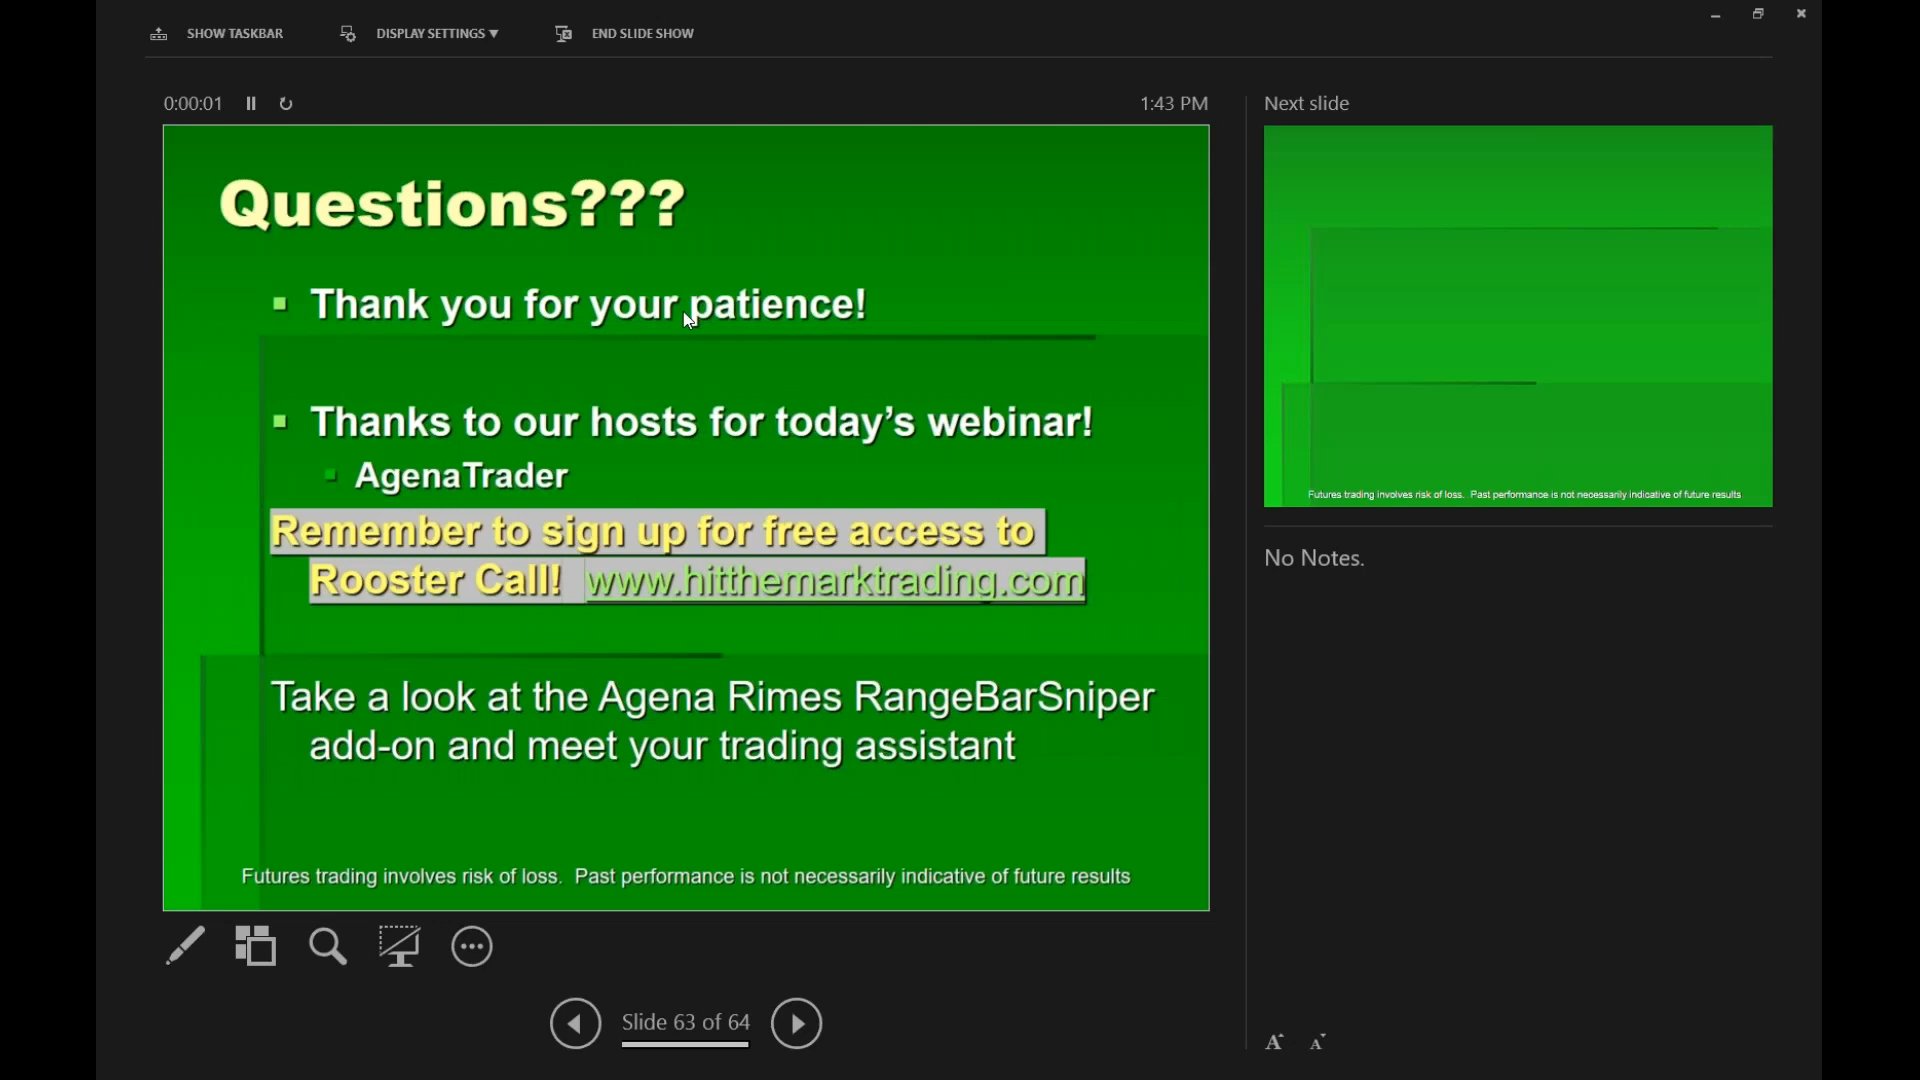 SHOW TASKBAR
DISPLAY SETTINGS ▼
END SLIDE SHOW
0:00:01
1:43 PM
Next slide
Questions???
Thank you for your patience!
Thanks to our hosts for today’s webinar!
AgenaTrader
Remember to sign up for free access to
Rooster Call! www.hitthemarktrading.com
Take a look at the Agena Rimes RangeBarSniper
add-on and meet your trading assistant
Futures trading involves risk of loss. Past performance is not necessarily indicative of future results
Futures trading involves risk of loss. Past performance is not necessarily indicative of future results
No Notes.
Slide 63 of 64
A A